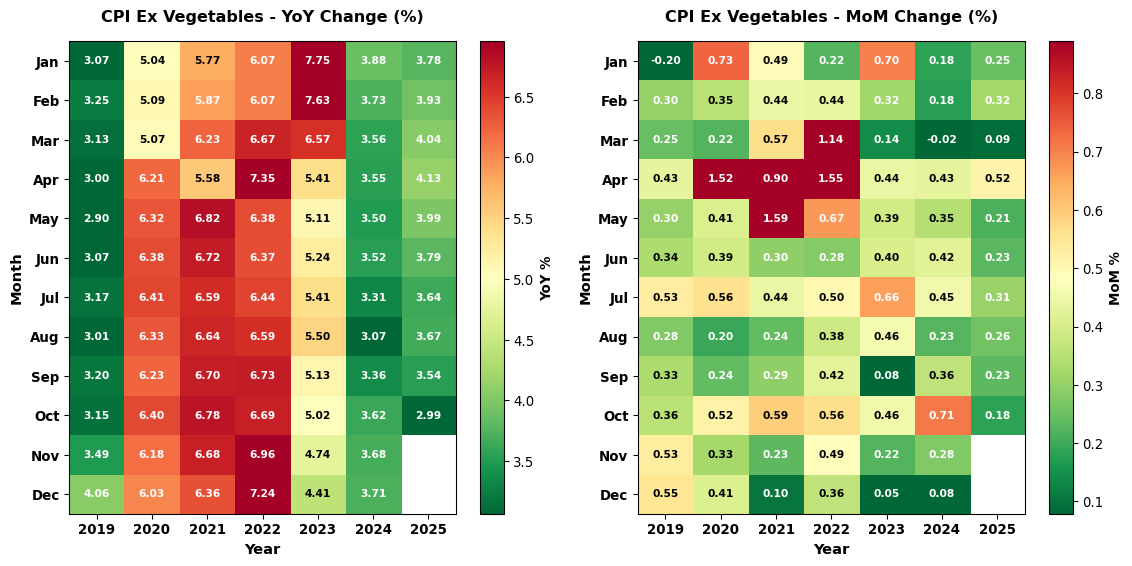 CPI Ex Vegetables - YoY Change (%)
Jan 3.07 5.04 5.77 6.07 7.75 3.88 3.78
Feb 3.25 5.09 5.87 6.07 7.63 3.73 3.93
Mar 3.13 5.07 6.23 6.67 6.57 3.56 4.04
Apr 3.00 6.21 5.58 7.35 5.41 3.55 4.13
May 2.90 6.32 6.82 6.38 5.11 3.50 3.99
Jun 3.07 6.38 6.72 6.37 5.24 3.52 3.79
Jul 3.17 6.41 6.59 6.44 5.41 3.31 3.64
Aug 3.01 6.33 6.64 6.59 5.50 3.07 3.67
Sep 3.20 6.23 6.70 6.73 5.13 3.36 3.54
Oct 3.15 6.40 6.78 6.69 5.02 3.62 2.99
Nov 3.49 6.18 6.68 6.96 4.74 3.68
Dec 4.06 6.03 6.36 7.24 4.41 3.71
2019 2020 2021 2022 2023 2024 2025
Year
Month
6.5
6.0
5.5
5.0
4.5
4.0
3.5
YoY %
CPI Ex Vegetables - MoM Change (%)
Jan -0.20 0.73 0.49 0.22 0.70 0.18 0.25
Feb 0.30 0.35 0.44 0.44 0.32 0.18 0.32
Mar 0.25 0.22 0.57 1.14 0.14 -0.02 0.09
Apr 0.43 1.52 0.90 1.55 0.44 0.43 0.52
May 0.30 0.41 1.59 0.67 0.39 0.35 0.21
Jun 0.34 0.39 0.30 0.28 0.40 0.42 0.23
Jul 0.53 0.56 0.44 0.50 0.66 0.45 0.31
Aug 0.28 0.20 0.24 0.38 0.46 0.23 0.26
Sep 0.33 0.24 0.29 0.42 0.08 0.36 0.23
Oct 0.36 0.52 0.59 0.56 0.46 0.71 0.18
Nov 0.53 0.33 0.23 0.49 0.22 0.28
Dec 0.55 0.41 0.10 0.36 0.05 0.08
2019 2020 2021 2022 2023 2024 2025
Year
Month
0.8
0.7
0.6
0.5
0.4
0.3
0.2
0.1
MoM %